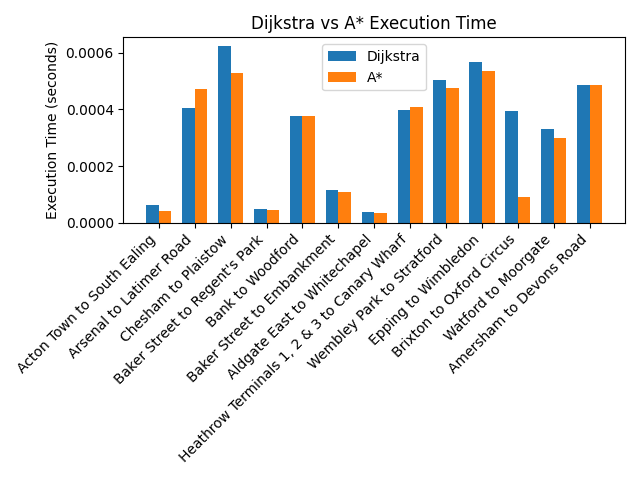 Dijkstra vs A* Execution Time
Execution Time (seconds)
0.0006
0.0004
0.0002
0.0000
Dijkstra
A*
Acton Town to South Ealing
Arsenal to Latimer Road
Chesham to Plaistow
Baker Street to Regent's Park
Bank to Woodford
Baker Street to Embankment
Aldgate East to Whitechapel
Heathrow Terminals 1, 2 & 3 to Canary Wharf
Wembley Park to Stratford
Epping to Wimbledon
Brixton to Oxford Circus
Watford to Moorgate
Amersham to Devons Road